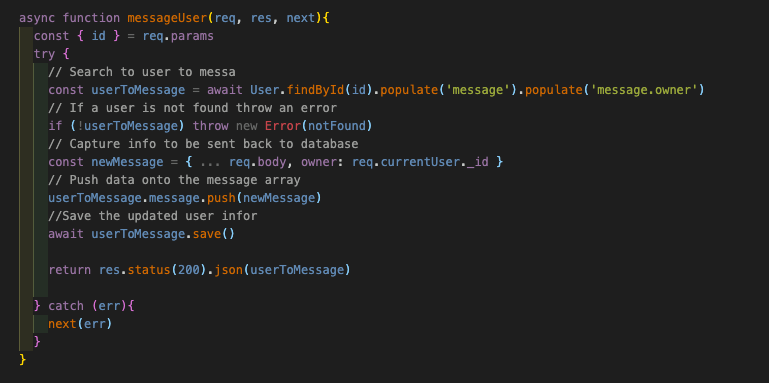 async function messageUser(req, res, next){
  const { id } = req.params
  try {
    // Search to user to messa
    const userToMessage = await User.findById(id).populate('message').populate('message.owner')
    // If a user is not found throw an error
    if (!userToMessage) throw new Error(notFound)
    // Capture info to be sent back to database
    const newMessage = { ... req.body, owner: req.currentUser._id }
    // Push data onto the message array
    userToMessage.message.push(newMessage)
    //Save the updated user infor
    await userToMessage.save()

    return res.status(200).json(userToMessage)

  } catch (err){
    next(err)
  }
}